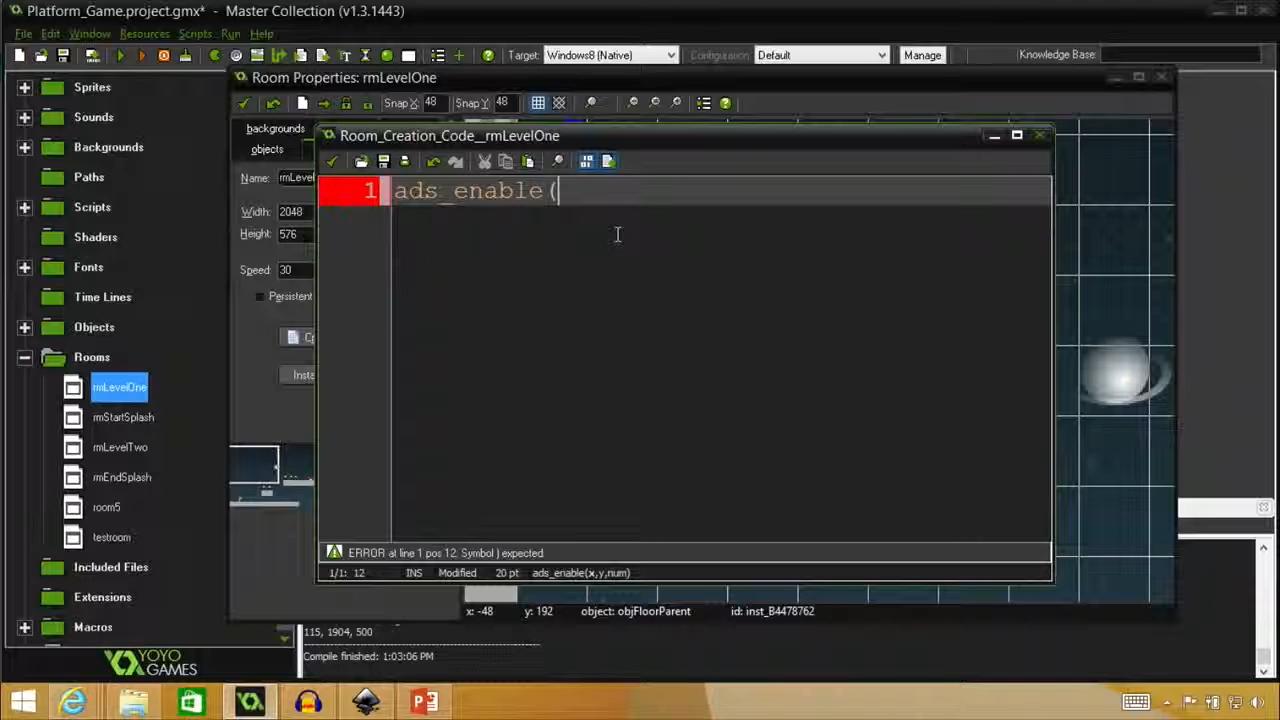 Platform_Game.project.gmx* - Master Collection (v1.3.1443)
File Edit Window Resources Scripts Run Help
Target: Windows8 (Native) Configuration: Default Manage Knowledge Base:
Sprites
Sounds
Backgrounds
Paths
Scripts
Shaders
Fonts
Time Lines
Objects
Rooms
rmLevelOne
rmStartSplash
rmLevelTwo
rmEndSplash
room5
testroom
Included Files
Extensions
Macros
YOYO
GAMES
Room Properties: rmLevelOne
Snap X: 48 Snap Y: 48
backgrounds
objects
Name: rmLevel
Width: 2048
Height: 576
Speed: 30
Persistent
Insta
Room_Creation_Code__rmLevelOne
1 ads_enable(
ERROR at line 1 pos 12. Symbol ) expected
1/1: 12 INS Modified 20 pt ads_enable(x,y,num)
x: -48 y: 192 object: objFloorParent id: inst_B4478762
115, 1904, 500
Compile finished: 1:03:06 PM